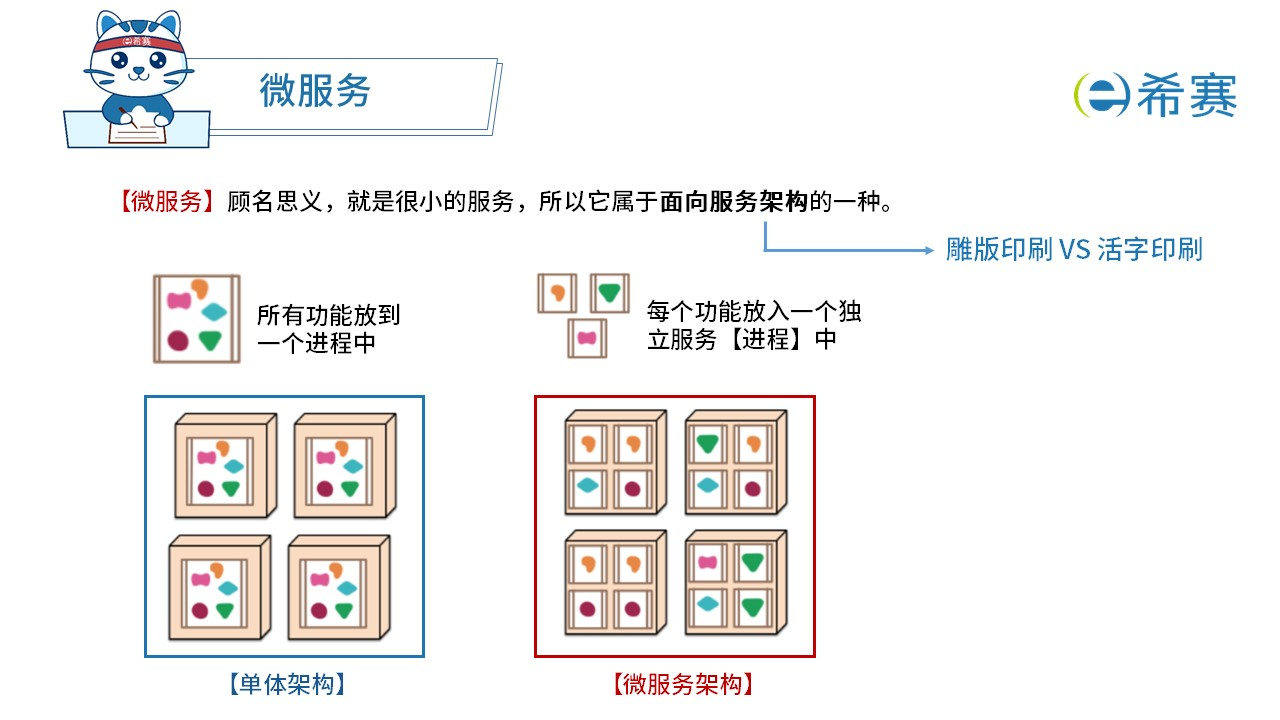 希赛
微服务
希赛
【微服务】顾名思义，就是很小的服务，所以它属于面向服务架构的一种。
雕版印刷 VS 活字印刷
所有功能放到
一个进程中
每个功能放入一个独
立服务【进程】中
【单体架构】
【微服务架构】